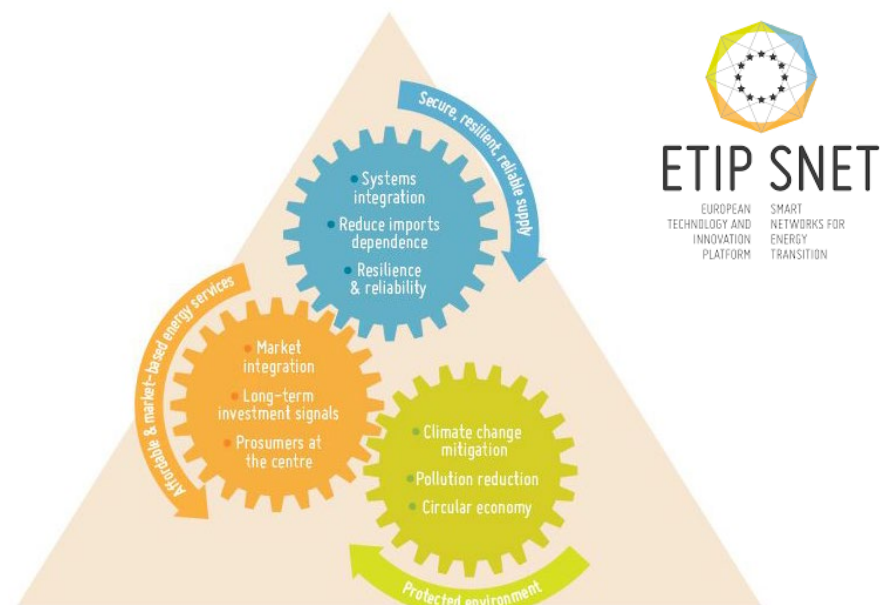 Secure, resilient, reliable supply
• Systems
integration
• Reduce imports
dependence
• Resilience
& reliability
Affordable & market-based energy services
• Market
integration
• Long-term
investment signals
• Prosumers at
the centre
• Climate change
mitigation
• Pollution reduction
• Circular economy
Protected environment
ETIP SNET
EUROPEAN
TECHNOLOGY AND
INNOVATION
PLATFORM
SMART
NETWORKS FOR
ENERGY
TRANSITION